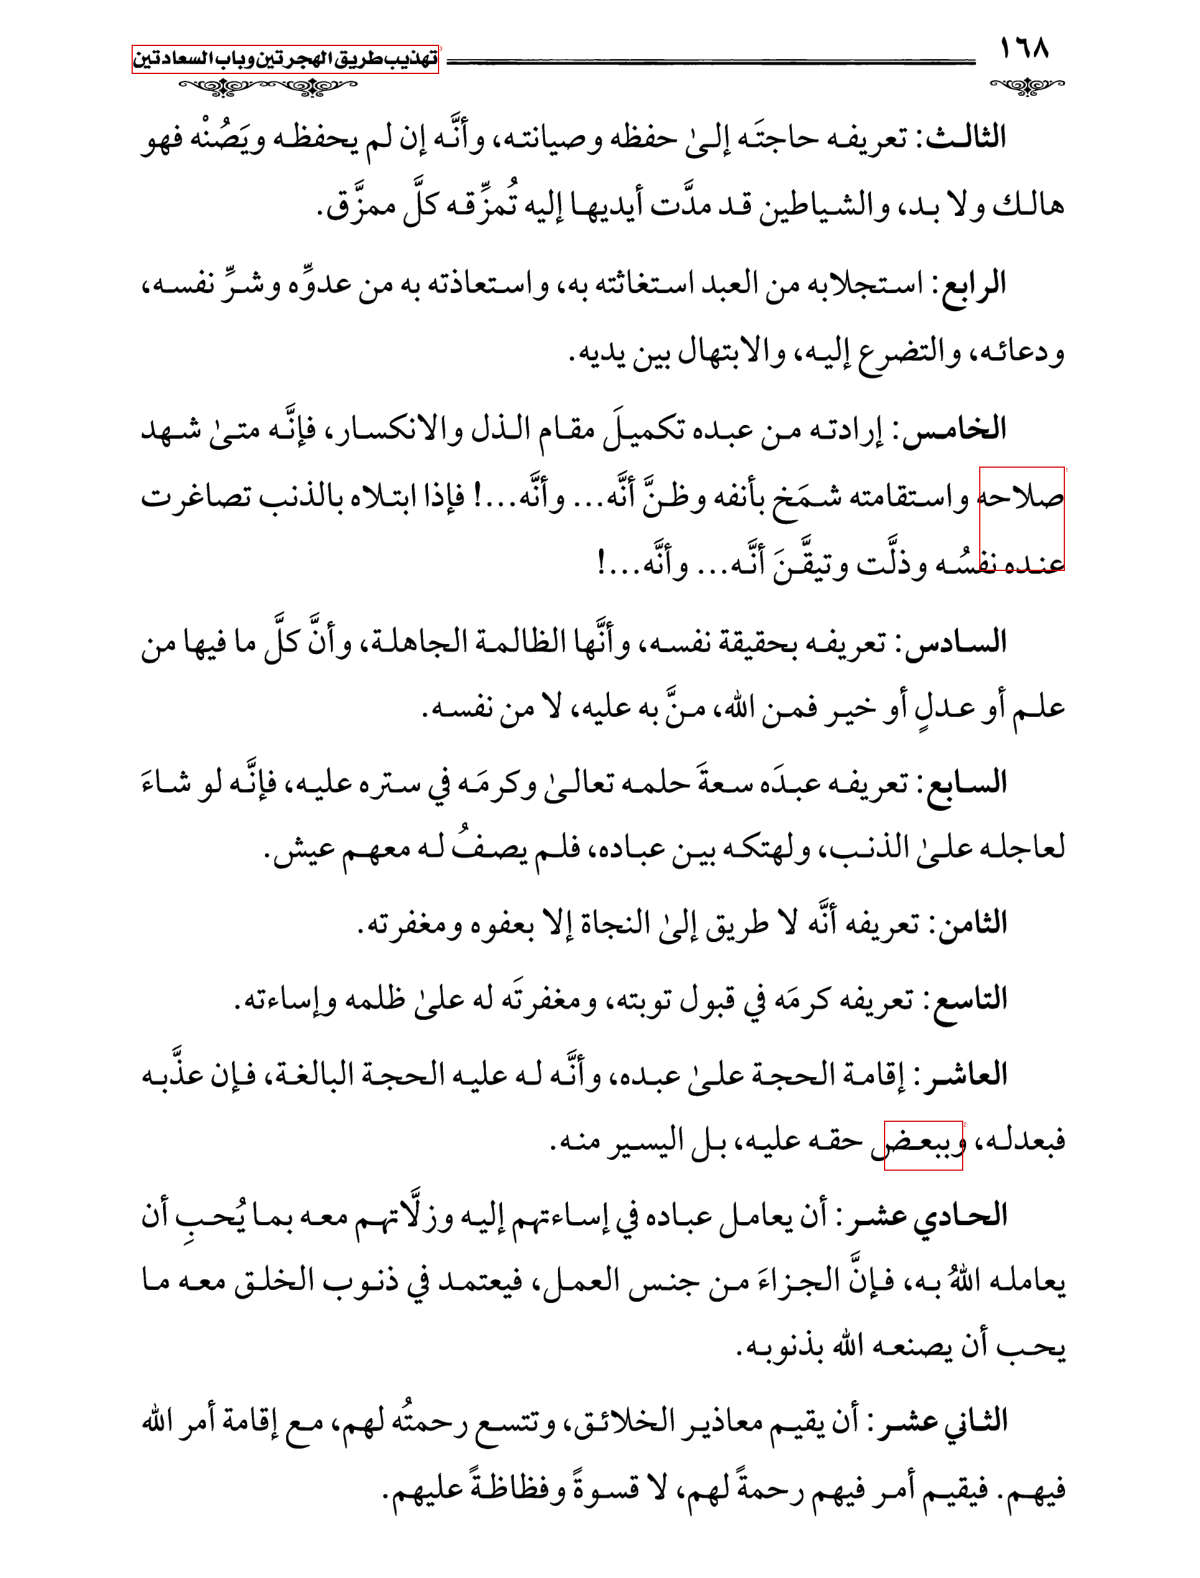 ١٦٨
تهذيب طريق الهجرتين وباب السعادتين
الثالث: تعريفه حاجتَه إلىٰ حفظه وصيانته، وأنَّه إن لم يحفظه ويَصُنْه فهو
هالك ولا بد، والشياطين قد مدَّت أيديها إليه تُمزِّقه كلَّ ممزَّق.
الرابع: استجلابه من العبد استغاثته به، واستعاذته به من عدوِّه وشرِّ نفسه،
ودعائه، والتضرع إليه، والابتهال بين يديه.
الخامس: إرادته من عبده تكميلَ مقام الذل والانكسار، فإنَّه متىٰ شهد
صلاحه واستقامته شمَخ بأنفه وظنَّ أنَّه... وأنَّه...! فإذا ابتلاه بالذنب تصاغرت
عنده نفسُه وذلَّت وتيقَّنَ أنَّه... وأنَّه...!
السادس: تعريفه بحقيقة نفسه، وأنَّها الظالمة الجاهلة، وأنَّ كلَّ ما فيها من
علم أو عدلٍ أو خير فمن الله، منَّ به عليه، لا من نفسه.
السابع: تعريفه عبدَه سعةَ حلمه تعالىٰ وكرمَه في ستره عليه، فإنَّه لو شاءَ
لعاجله علىٰ الذنب، ولهتكه بين عباده، فلم يصفُ له معهم عيش.
الثامن: تعريفه أنَّه لا طريق إلىٰ النجاة إلا بعفوه ومغفرته.
التاسع: تعريفه كرمَه في قبول توبته، ومغفرتَه له علىٰ ظلمه وإساءته.
العاشر: إقامة الحجة علىٰ عبده، وأنَّه له عليه الحجة البالغة، فإن عذَّبه
فبعدله، وببعض حقه عليه، بل اليسير منه.
الحادي عشر: أن يعامل عباده في إساءتهم إليه وزلَّاتهم معه بما يُحبِ أن
يعامله اللهُ به، فإنَّ الجزاءَ من جنس العمل، فيعتمد في ذنوب الخلق معه ما
يحب أن يصنعه الله بذنوبه.
الثاني عشر: أن يقيم معاذير الخلائق، وتتسع رحمتُه لهم، مع إقامة أمر الله
فيهم. فيقيم أمر فيهم رحمةً لهم، لا قسوةً وفظاظةً عليهم.